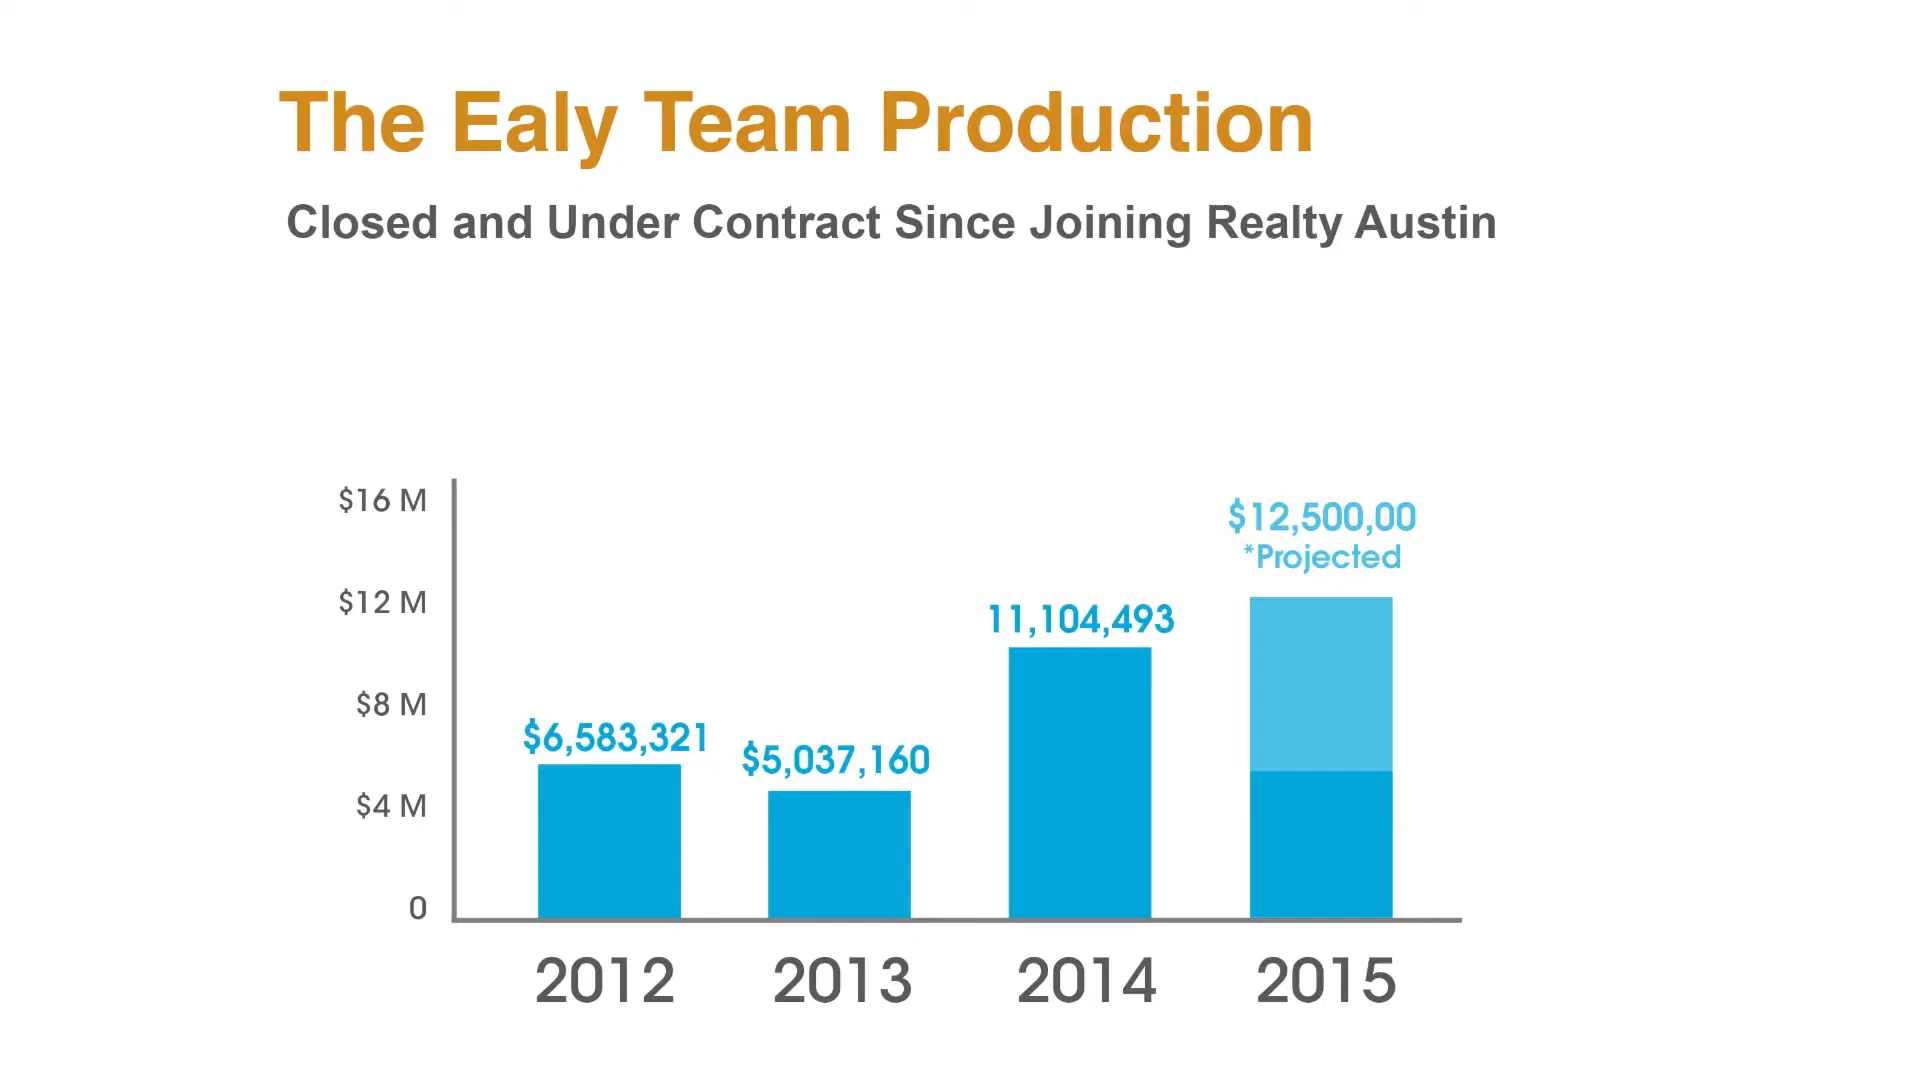 The Ealy Team Production
Closed and Under Contract Since Joining Realty Austin
$16 M
$12 M
$8 M
$4 M
0
$6,583,321
$5,037,160
11,104,493
$12,500,00
*Projected
2012
2013
2014
2015